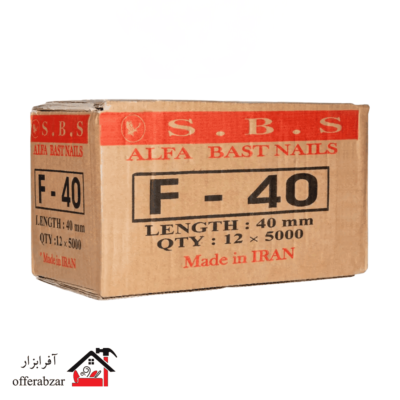 S.B.S
ALFA BAST NAILS
F-40
LENGTH : 40 mm
QTY : 12 × 5000
Made in IRAN
S.B.S
ALFA BAST NAILS
F - 40
LENGTH : 40 mm
QTY : 12 × 5000
Made in IRAN
آفرابزار
offerabzar